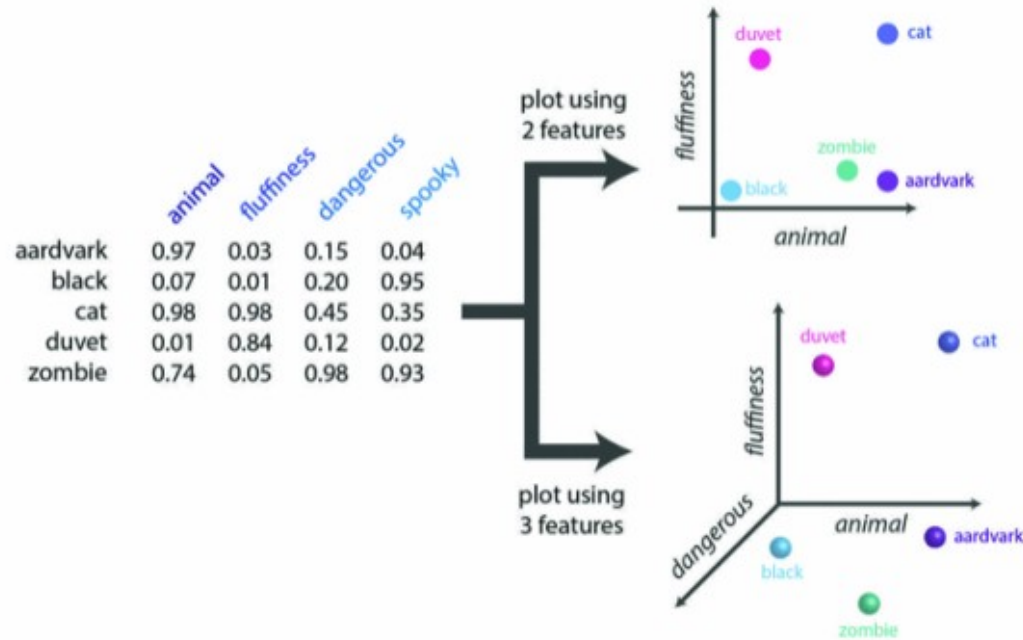 animal fluffiness dangerous spooky
aardvark 0.97 0.03 0.15 0.04
black 0.07 0.01 0.20 0.95
cat 0.98 0.98 0.45 0.35
duvet 0.01 0.84 0.12 0.02
zombie 0.74 0.05 0.98 0.93
plot using
2 features
duvet
cat
fluffiness
zombie
black
aardvark
animal
plot using
3 features
duvet
cat
fluffiness
dangerous
animal
aardvark
black
zombie